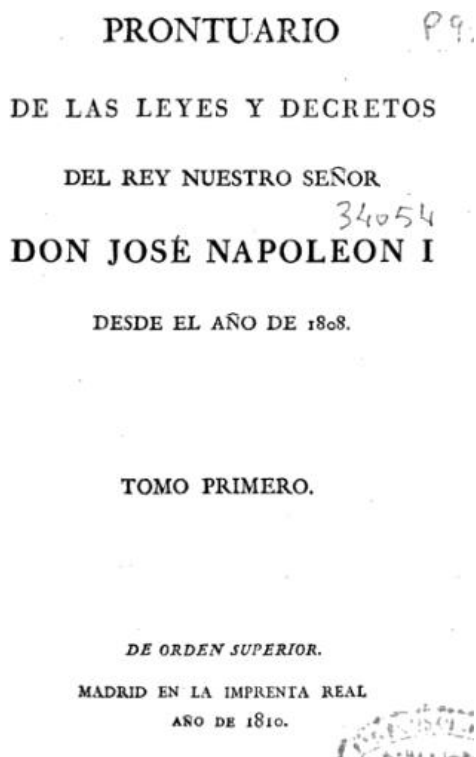 PRONTUARIO
DE LAS LEYES Y DECRETOS
DEL REY NUESTRO SEÑOR
34054
DON JOSÉ NAPOLEON I
DESDE EL AÑO DE 1808.
TOMO PRIMERO.
DE ORDEN SUPERIOR.
MADRID EN LA IMPRENTA REAL
AÑO DE 1810.